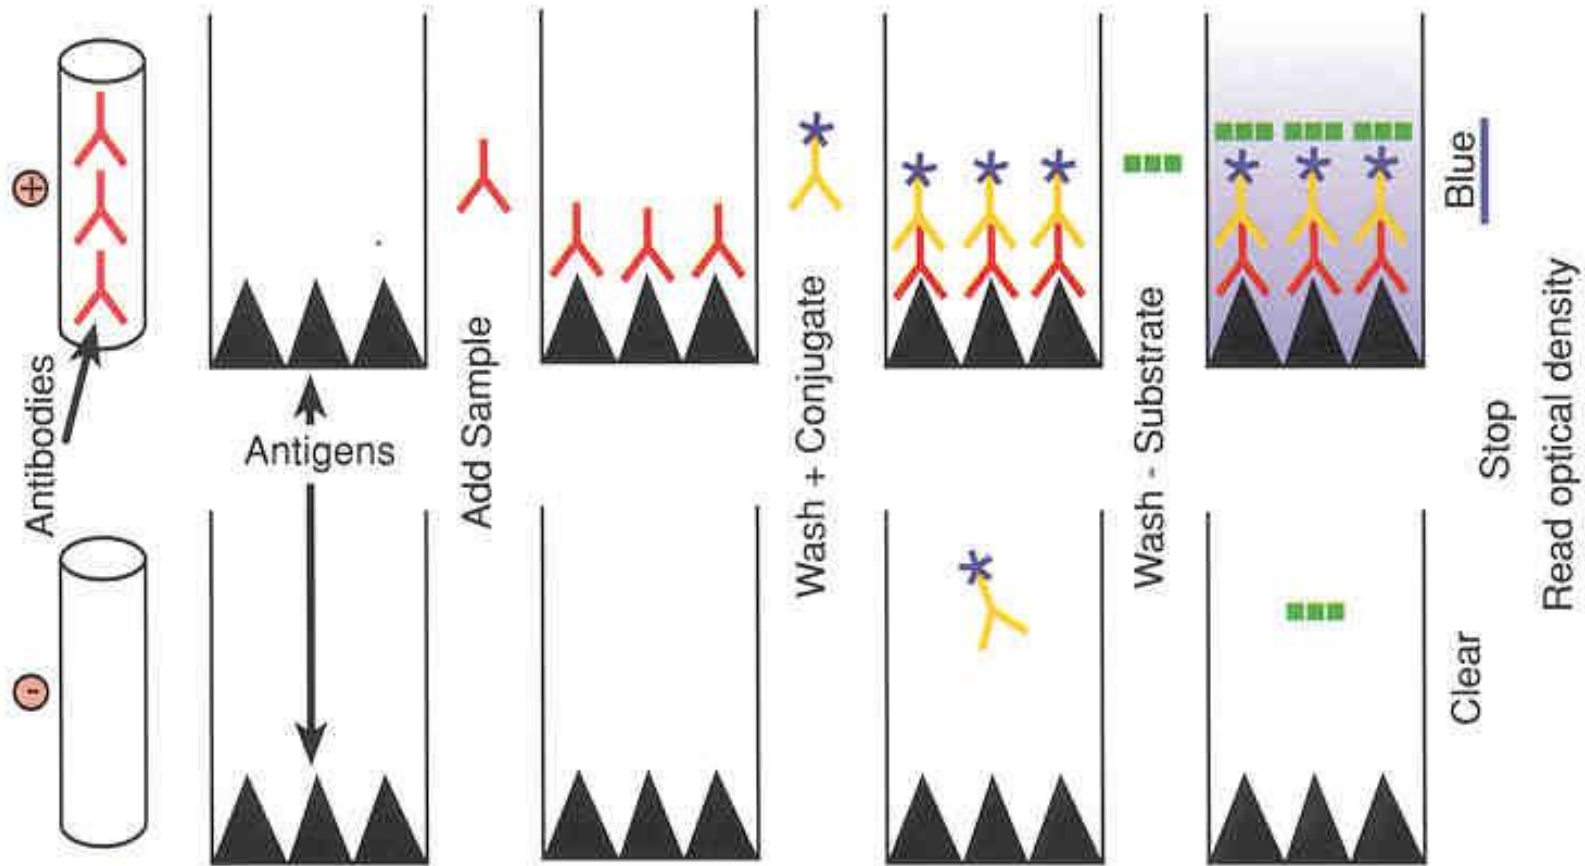 +
Antibodies
-
Antigens
Add Sample
Wash + Conjugate
Wash - Substrate
Blue
Clear
Stop
Read optical density